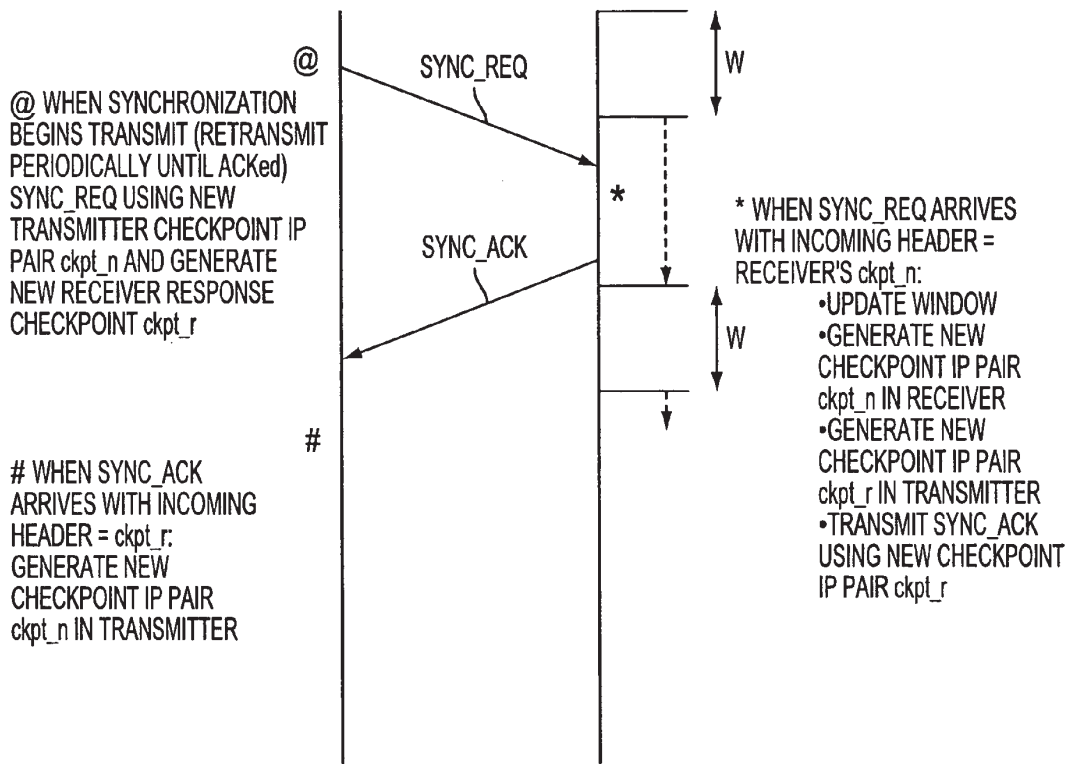 @
SYNC_REQ
W
@ WHEN SYNCHRONIZATION
BEGINS TRANSMIT (RETRANSMIT
PERIODICALLY UNTIL ACKed)
SYNC_REQ USING NEW
TRANSMITTER CHECKPOINT IP
PAIR ckpt_n AND GENERATE
NEW RECEIVER RESPONSE
CHECKPOINT ckpt_r
*
SYNC_ACK
W
* WHEN SYNC_REQ ARRIVES
WITH INCOMING HEADER =
RECEIVER'S ckpt_n:
•UPDATE WINDOW
•GENERATE NEW
CHECKPOINT IP PAIR
ckpt_n IN RECEIVER
•GENERATE NEW
CHECKPOINT IP PAIR
ckpt_r IN TRANSMITTER
•TRANSMIT SYNC_ACK
USING NEW CHECKPOINT
IP PAIR ckpt_r
#
# WHEN SYNC_ACK
ARRIVES WITH INCOMING
HEADER = ckpt_r:
GENERATE NEW
CHECKPOINT IP PAIR
ckpt_n IN TRANSMITTER